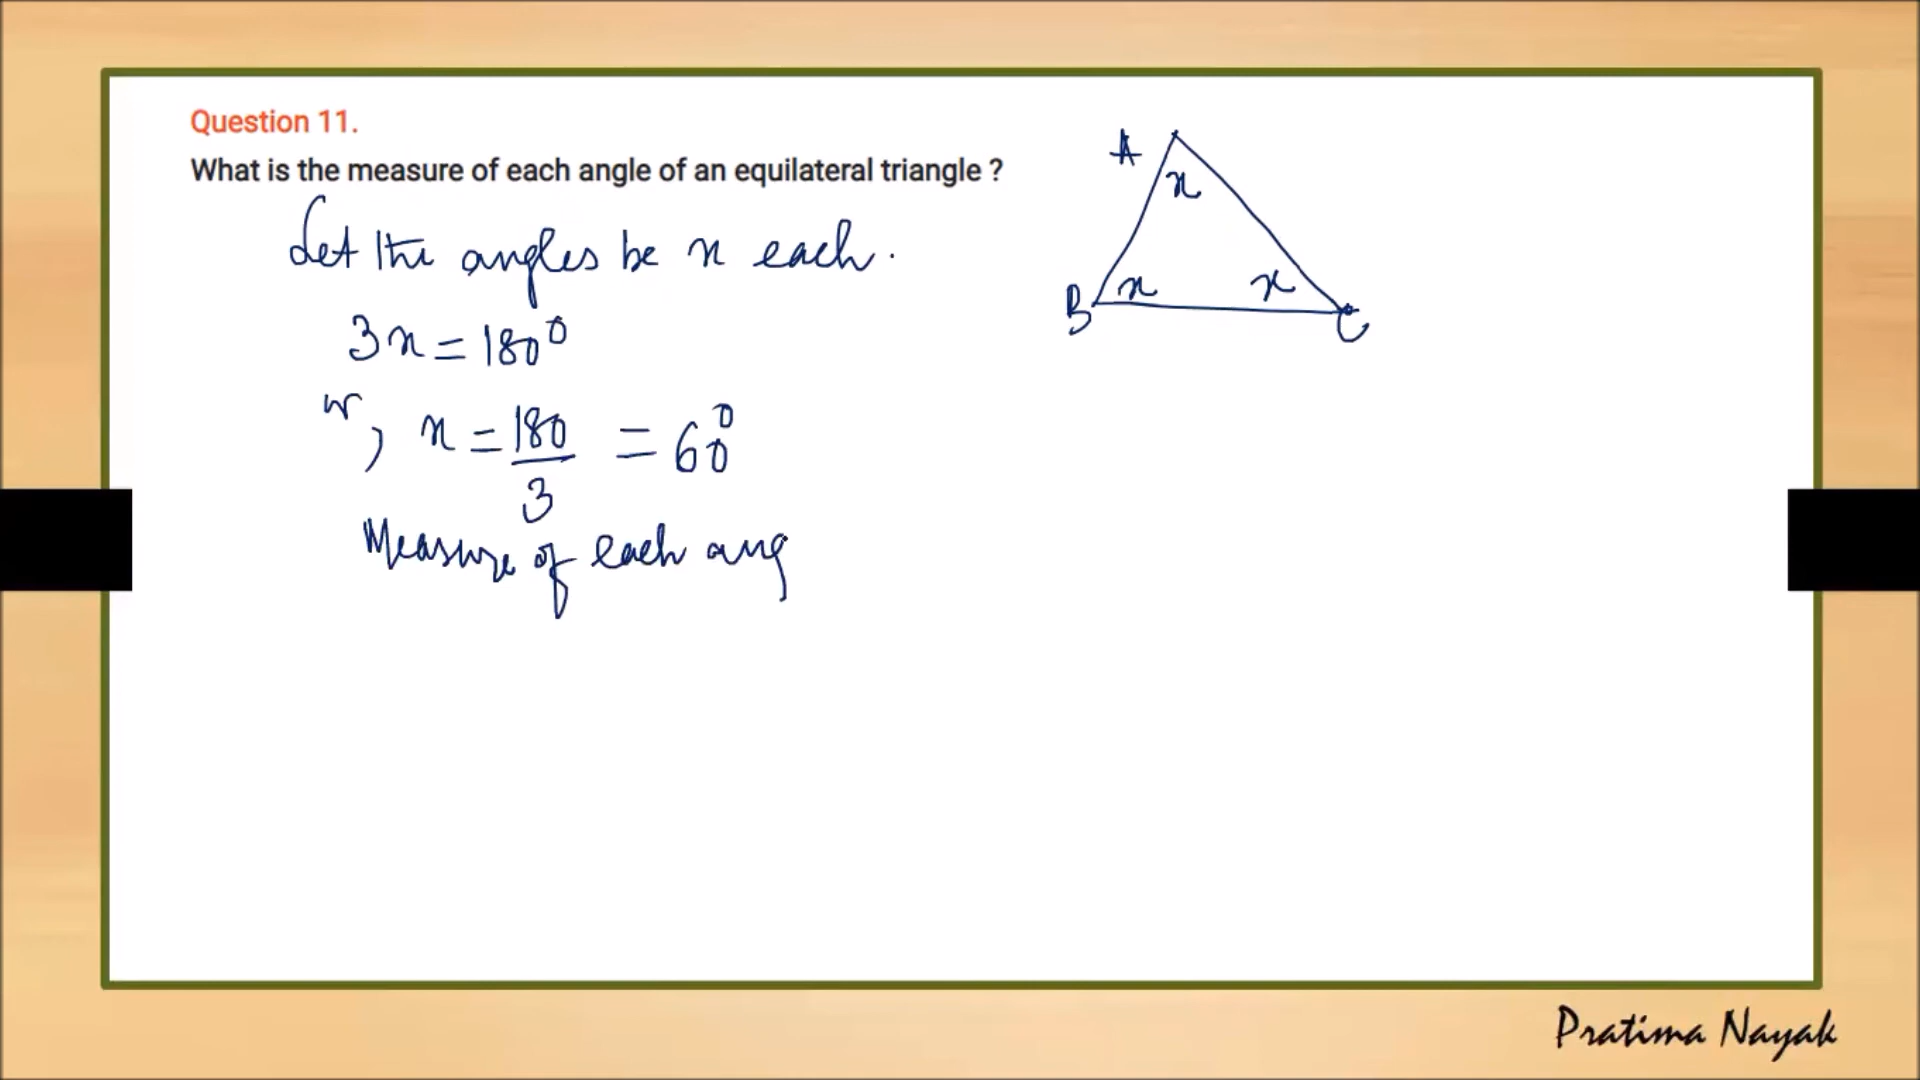 Question 11.
What is the measure of each angle of an equilateral triangle ?
Let the angles be x each.
3x = 180°
or, x = 180/3 = 60°
Measure of each ang
A
x
B x x C
Pratima Nayak